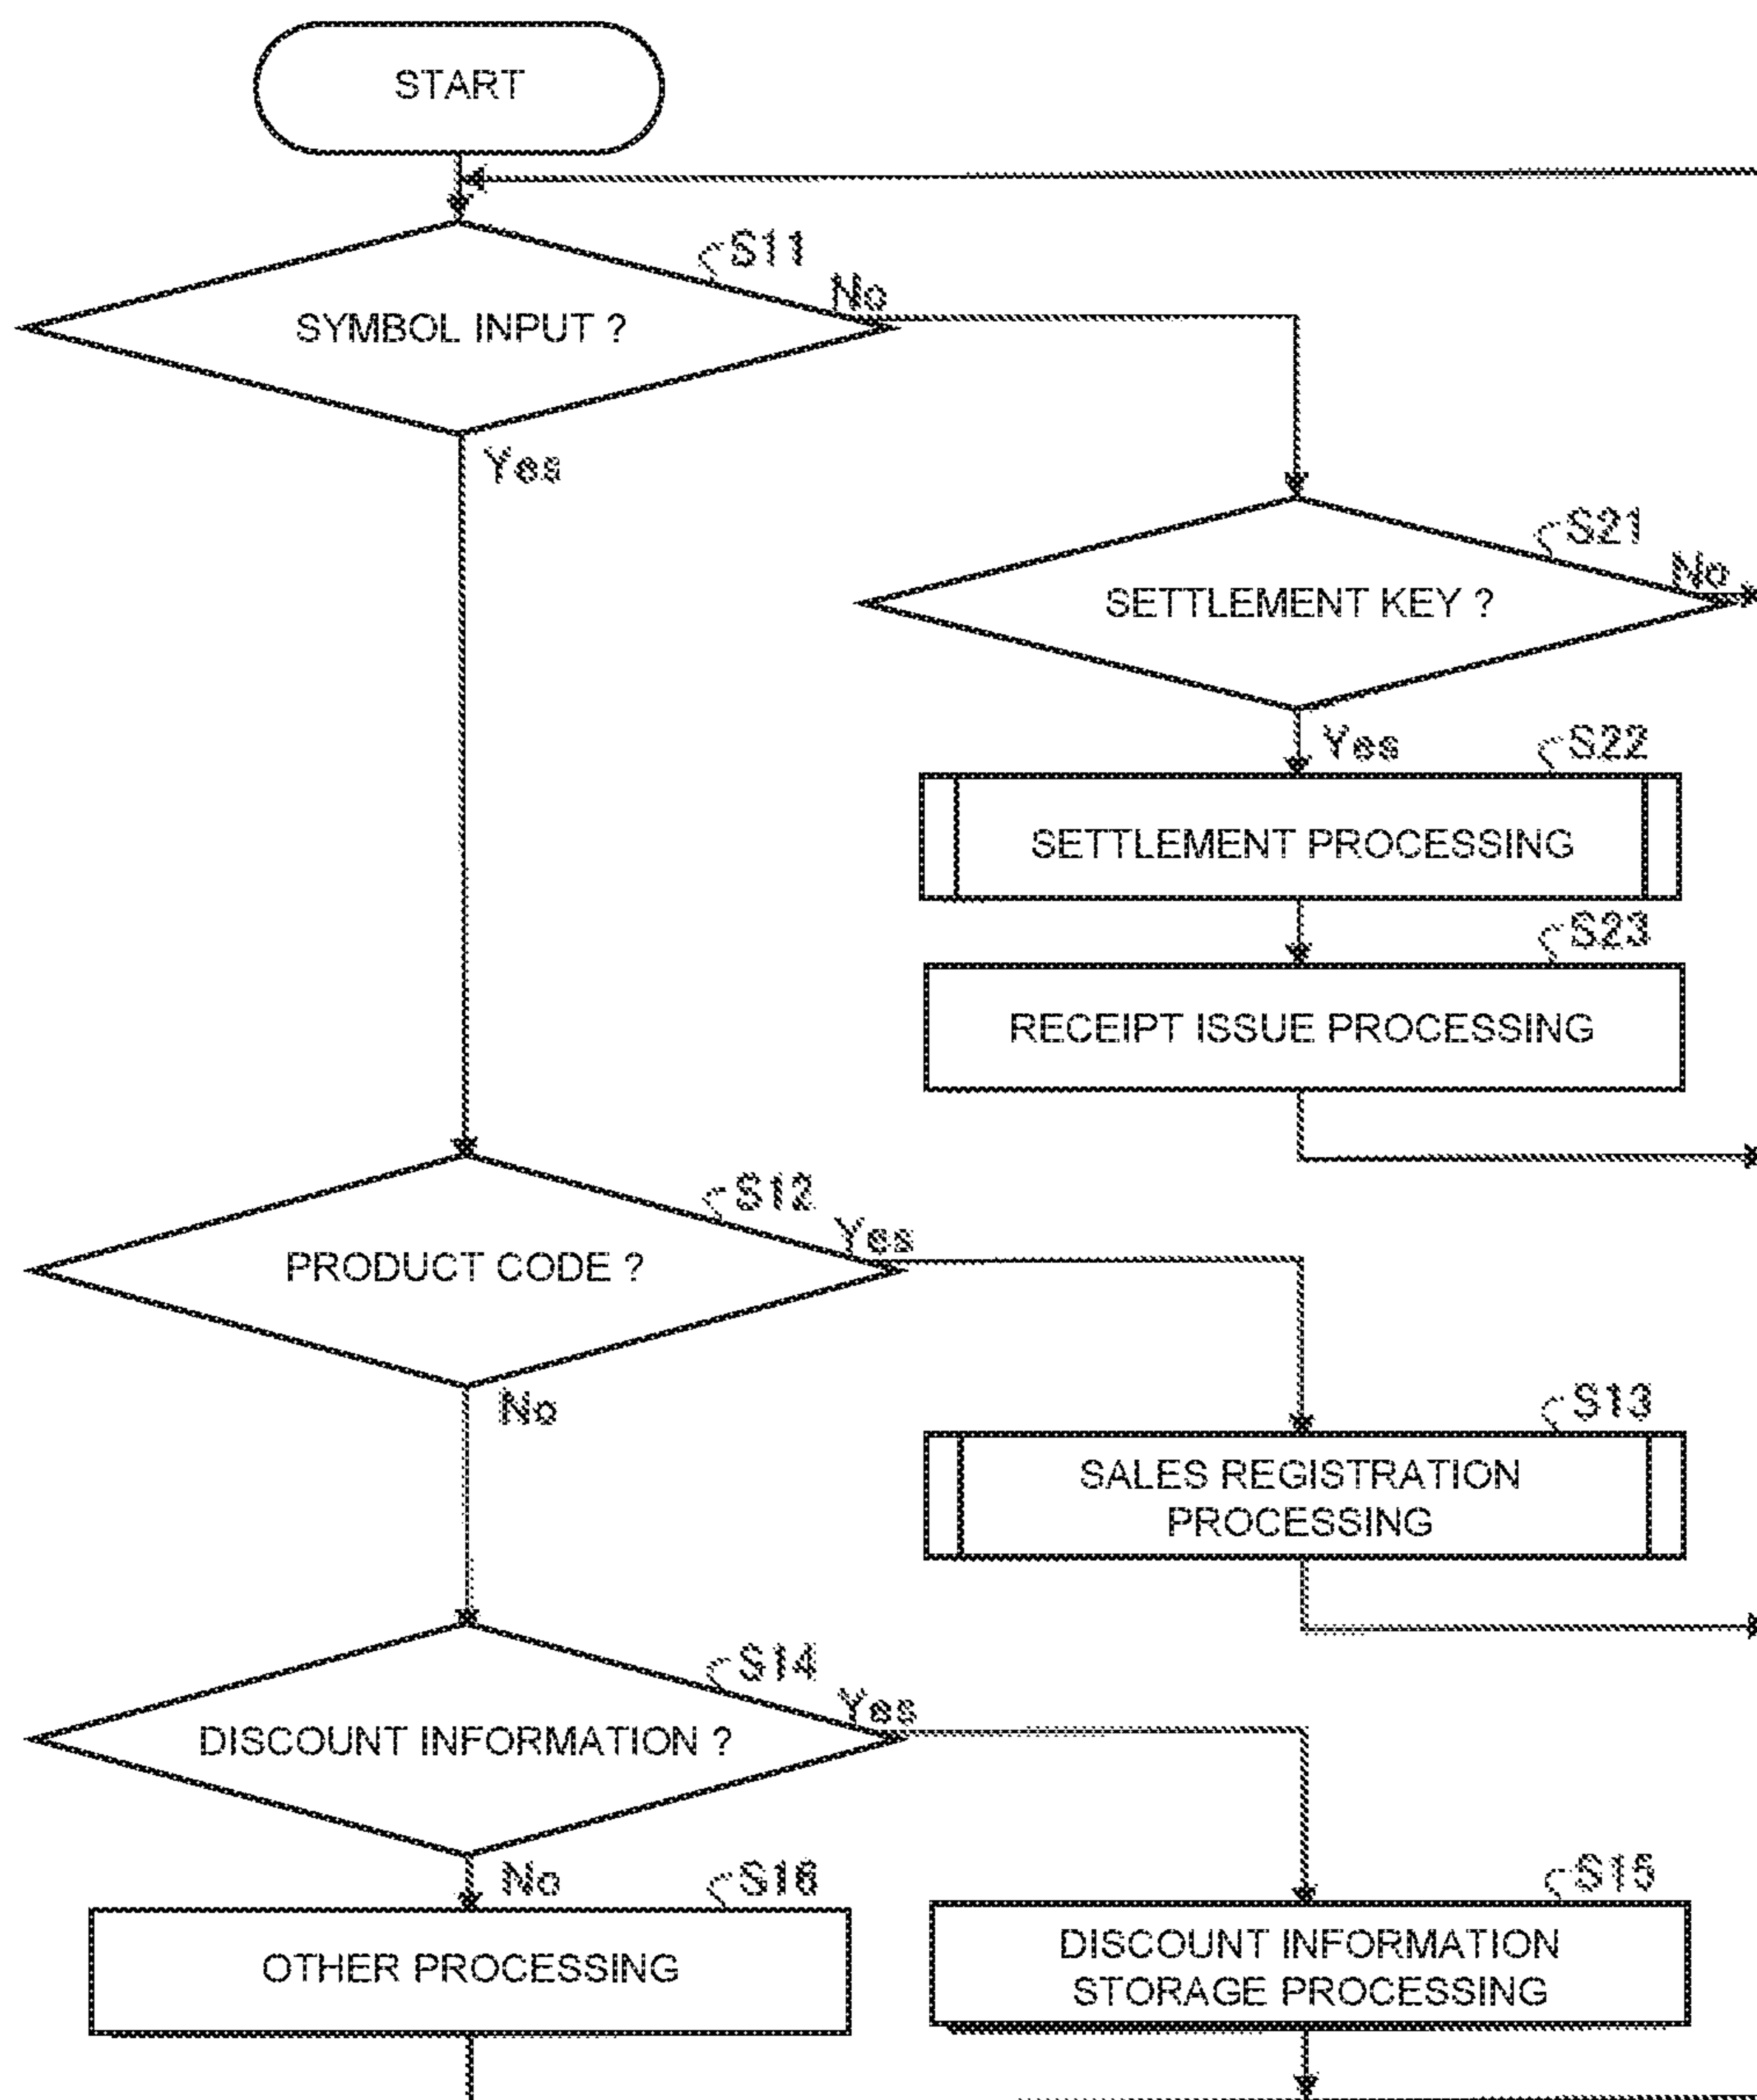 START
S11
No
SYMBOL INPUT ?
Yes
S21
No
SETTLEMENT KEY ?
Yes
S22
SETTLEMENT PROCESSING
S23
RECEIPT ISSUE PROCESSING
S12
Yes
PRODUCT CODE ?
No
S13
SALES REGISTRATION
PROCESSING
S14
Yes
DISCOUNT INFORMATION ?
No
S16
OTHER PROCESSING
S15
DISCOUNT INFORMATION
STORAGE PROCESSING